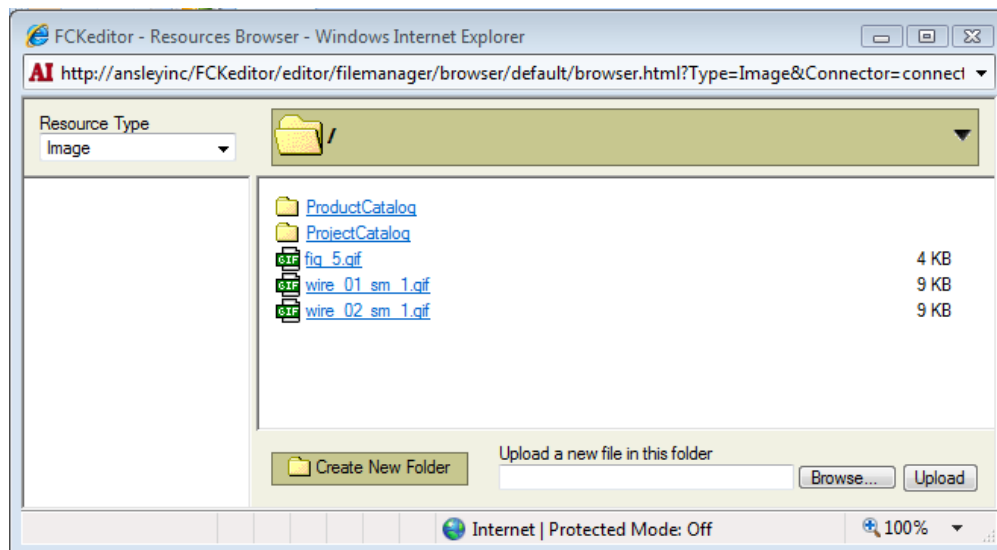 FCKeditor - Resources Browser - Windows Internet Explorer
AI http://ansleyinc/FCKeditor/editor/filemanager/browser/default/browser.html?Type=Image&Connector=connect
Resource Type
Image
/
ProductCatalog
ProjectCatalog
GIF fig_5.gif 4 KB
GIF wire_01_sm_1.gif 9 KB
GIF wire_02_sm_1.gif 9 KB
Create New Folder
Upload a new file in this folder
Browse... Upload
Internet | Protected Mode: Off 100%